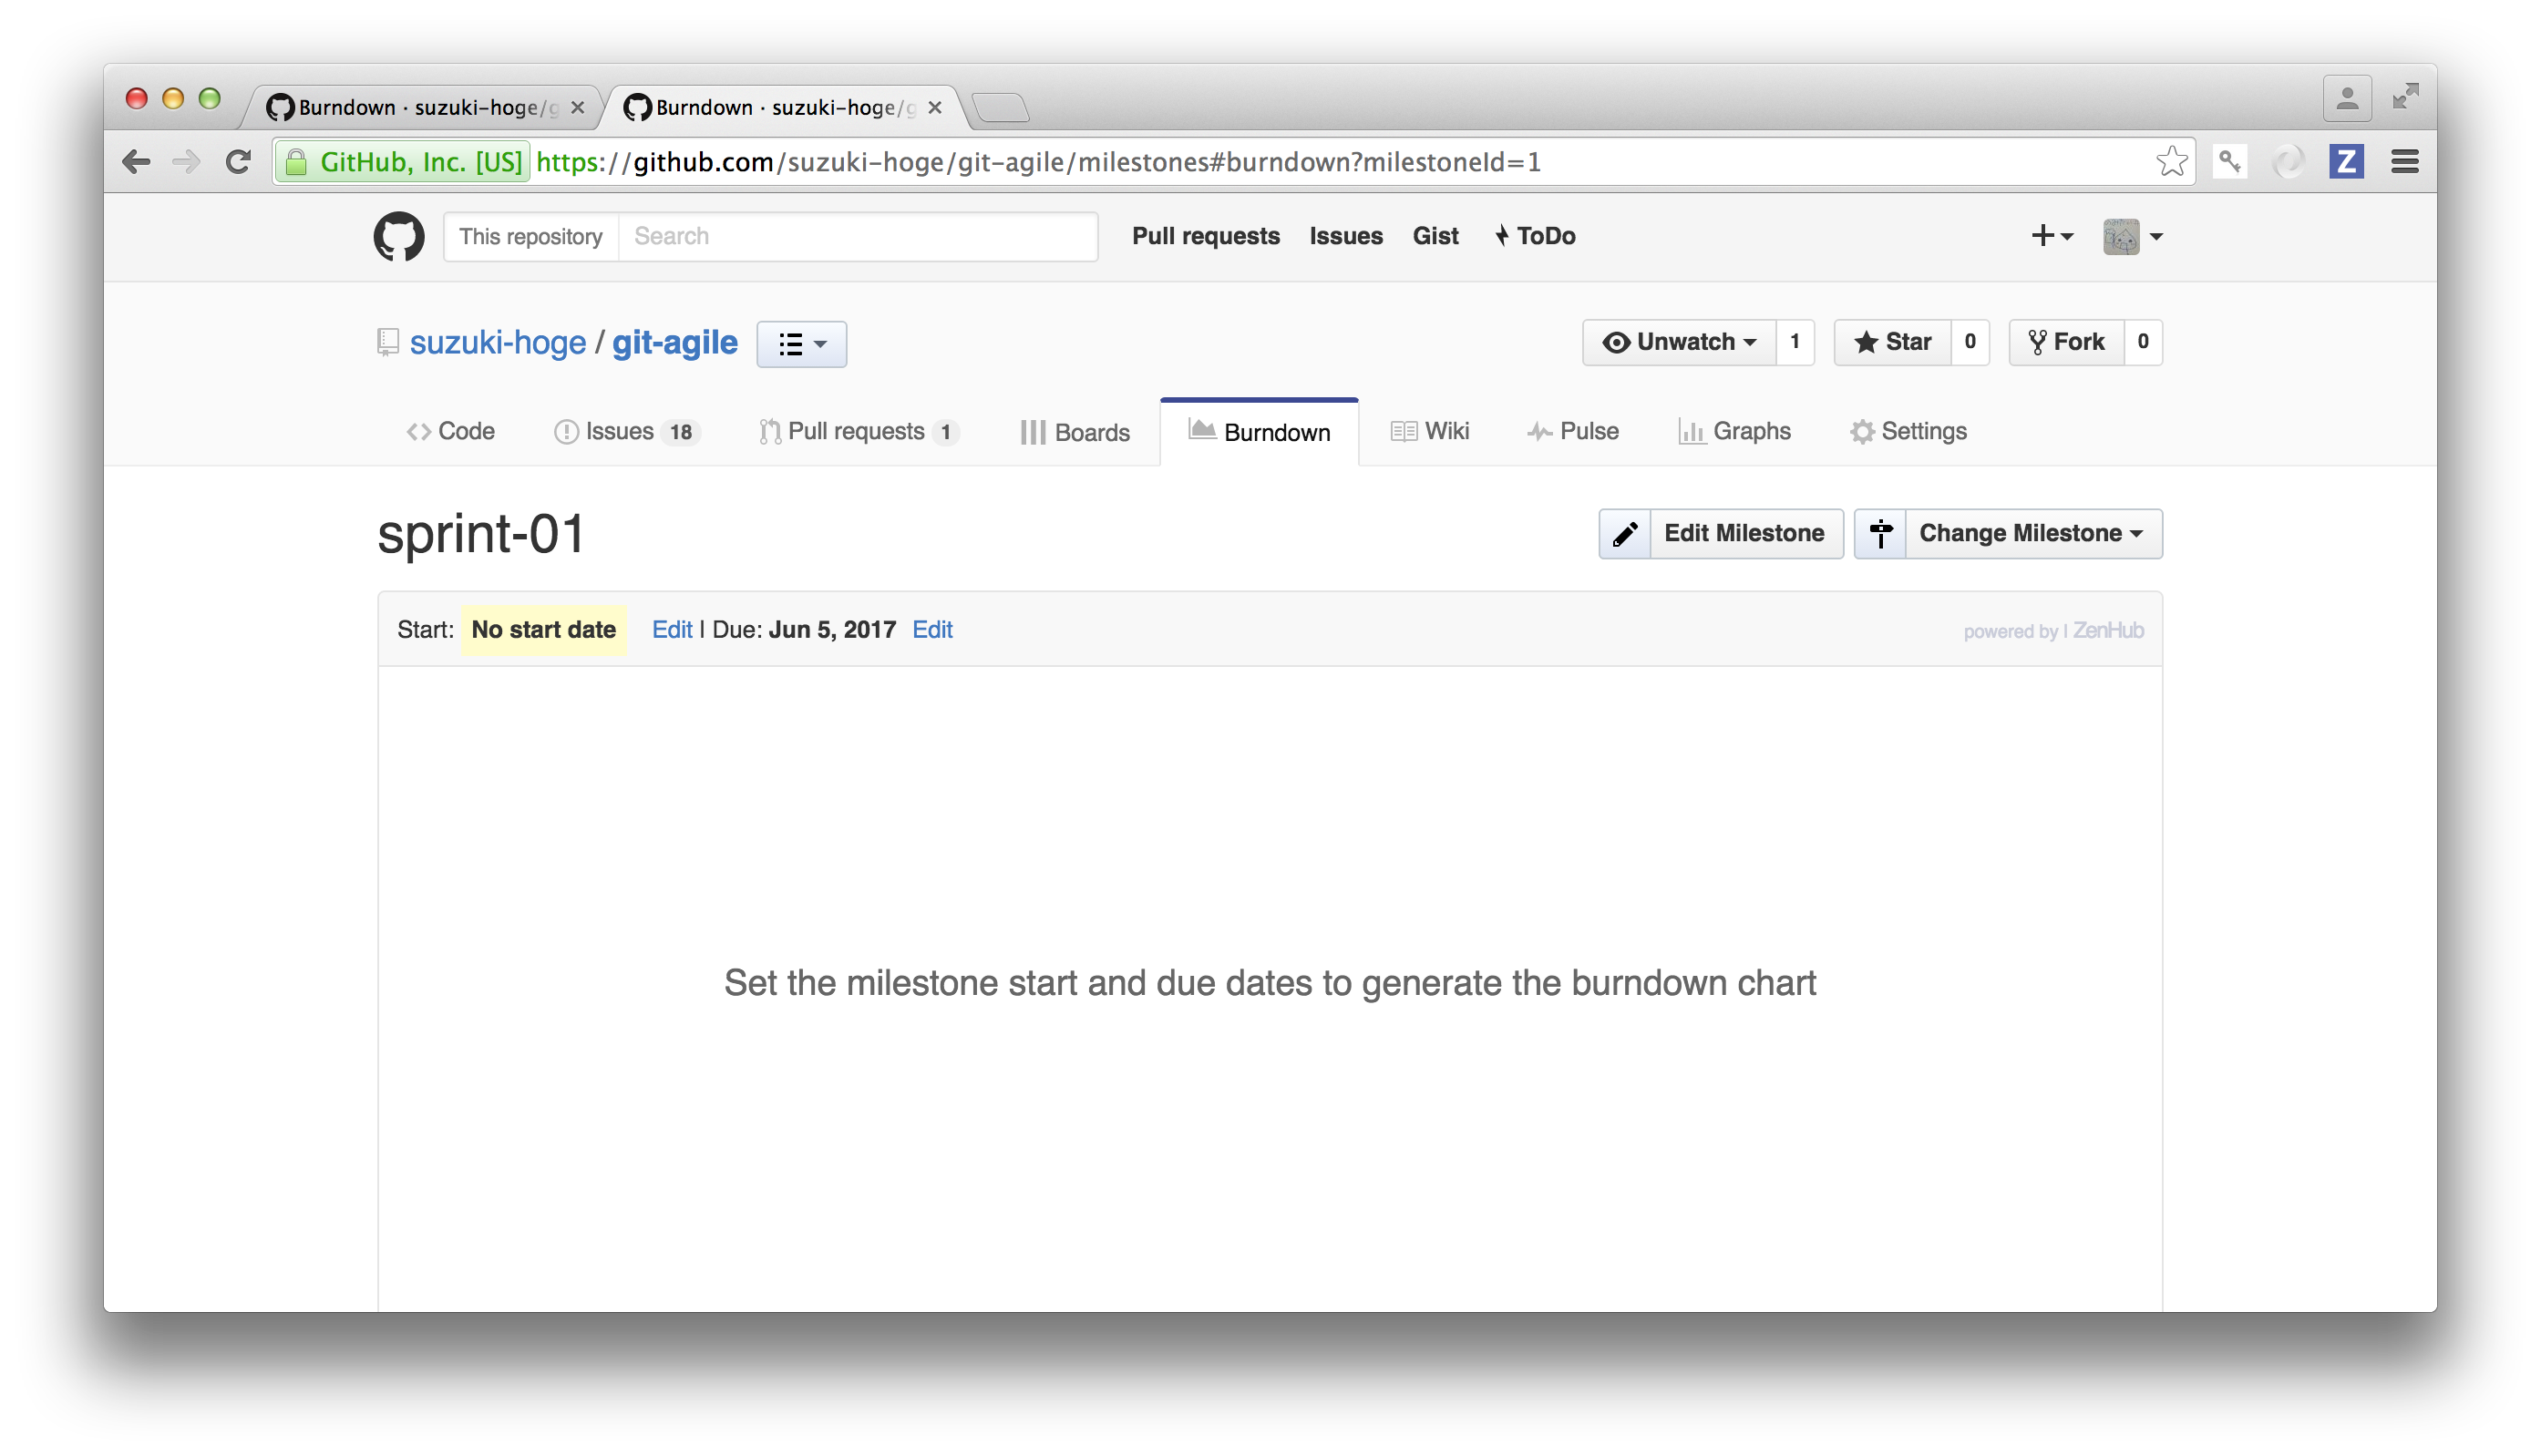 Burndown · suzuki-hoge/g
Burndown · suzuki-hoge/g
GitHub, Inc. [US] https://github.com/suzuki-hoge/git-agile/milestones#burndown?milestoneId=1
Z
This repository Search Pull requests Issues Gist ToDo
suzuki-hoge / git-agile Unwatch 1 Star 0 Fork 0
Code Issues 18 Pull requests 1 Boards Burndown Wiki Pulse Graphs Settings
sprint-01 Edit Milestone Change Milestone
Start: No start date Edit | Due: Jun 5, 2017 Edit powered by | ZenHub
Set the milestone start and due dates to generate the burndown chart